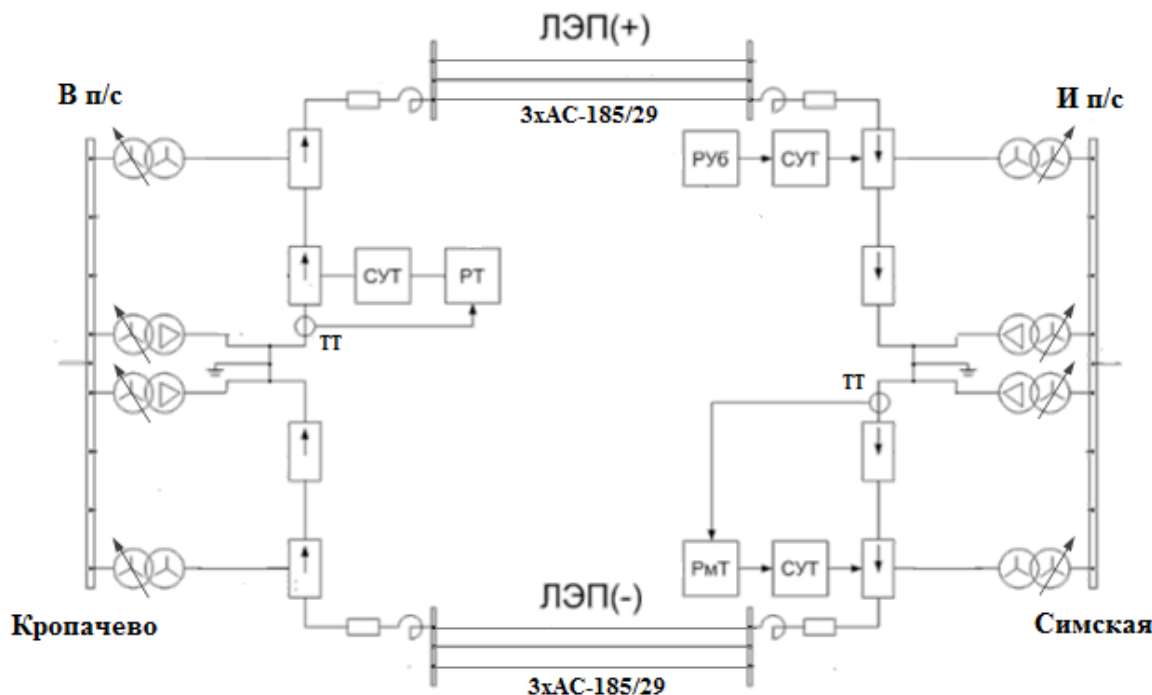 ЛЭП(+)
В п/с
И п/с
3хАС-185/29
РУб
СУТ
СУТ
РТ
ТТ
ТТ
РмТ
СУТ
ЛЭП(-)
Кропачево
Симская
3хАС-185/29